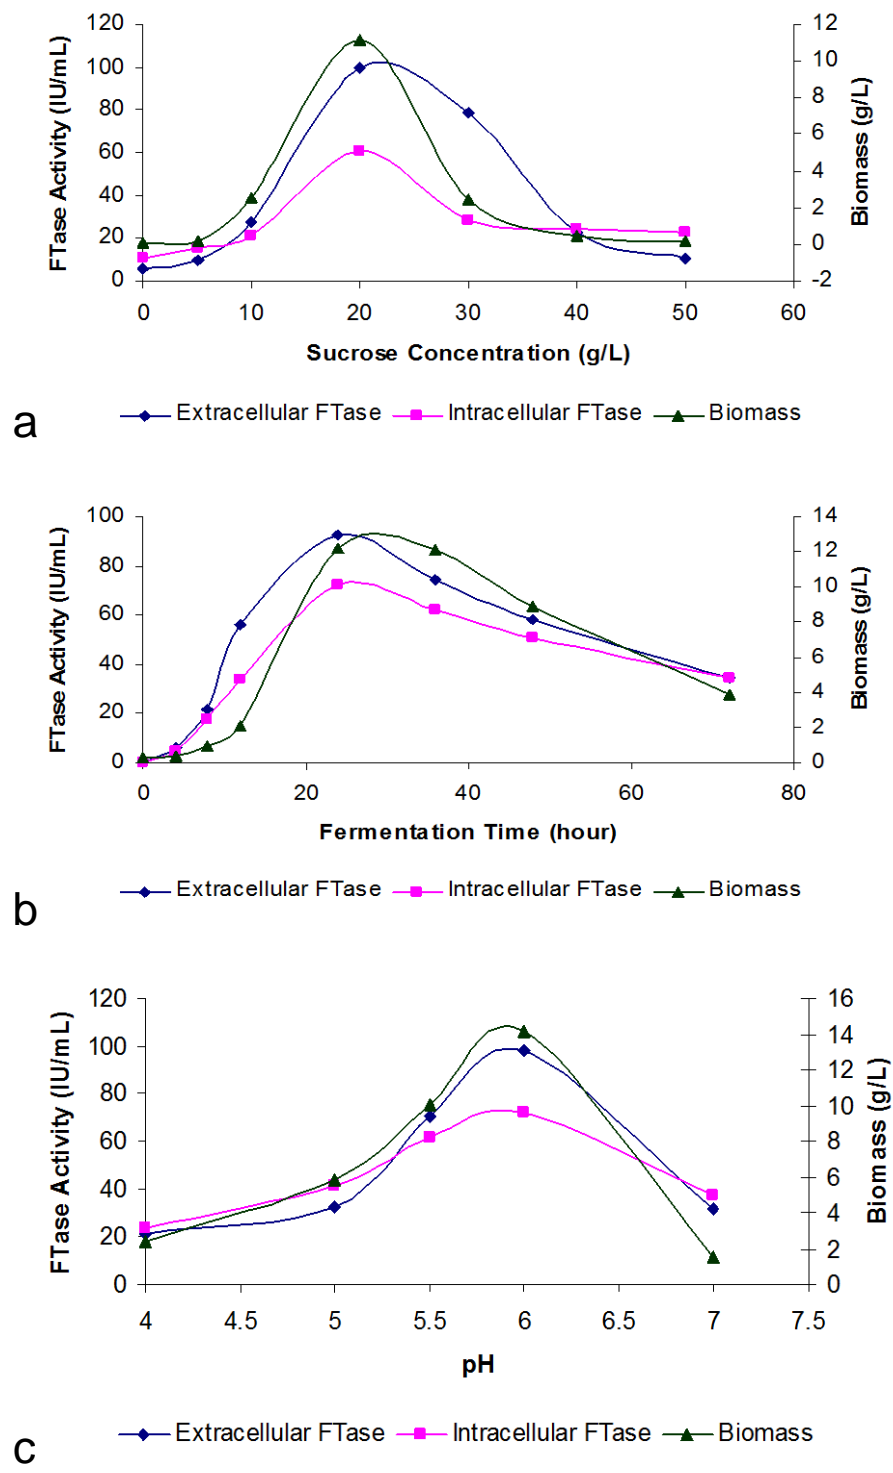 120
100
80
60
40
20
0
FTase Activity (IU/mL)
12
10
8
6
4
2
0
-2
Biomass (g/L)
0 10 20 30 40 50 60
Sucrose Concentration (g/L)
Extracellular FTase Intracellular FTase Biomass
a
100
80
60
40
20
0
FTase Activity (IU/mL)
14
12
10
8
6
4
2
0
Biomass (g/L)
0 20 40 60 80
Fermentation Time (hour)
Extracellular FTase Intracellular FTase Biomass
b
120
100
80
60
40
20
0
FTase Activity (IU/mL)
16
14
12
10
8
6
4
2
0
Biomass (g/L)
4 4.5 5 5.5 6 6.5 7 7.5
pH
Extracellular FTase Intracellular FTase Biomass
c